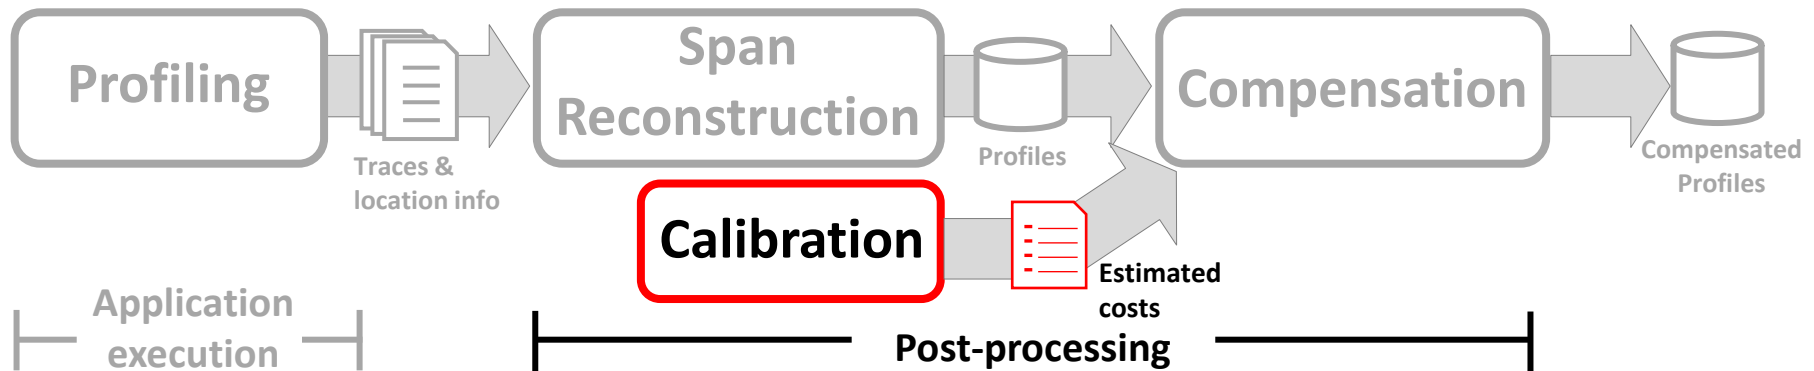 Profiling
Traces &
location info
Span
Reconstruction
Profiles
Compensation
Compensated
Profiles
Calibration
Estimated
costs
Application
execution
Post-processing